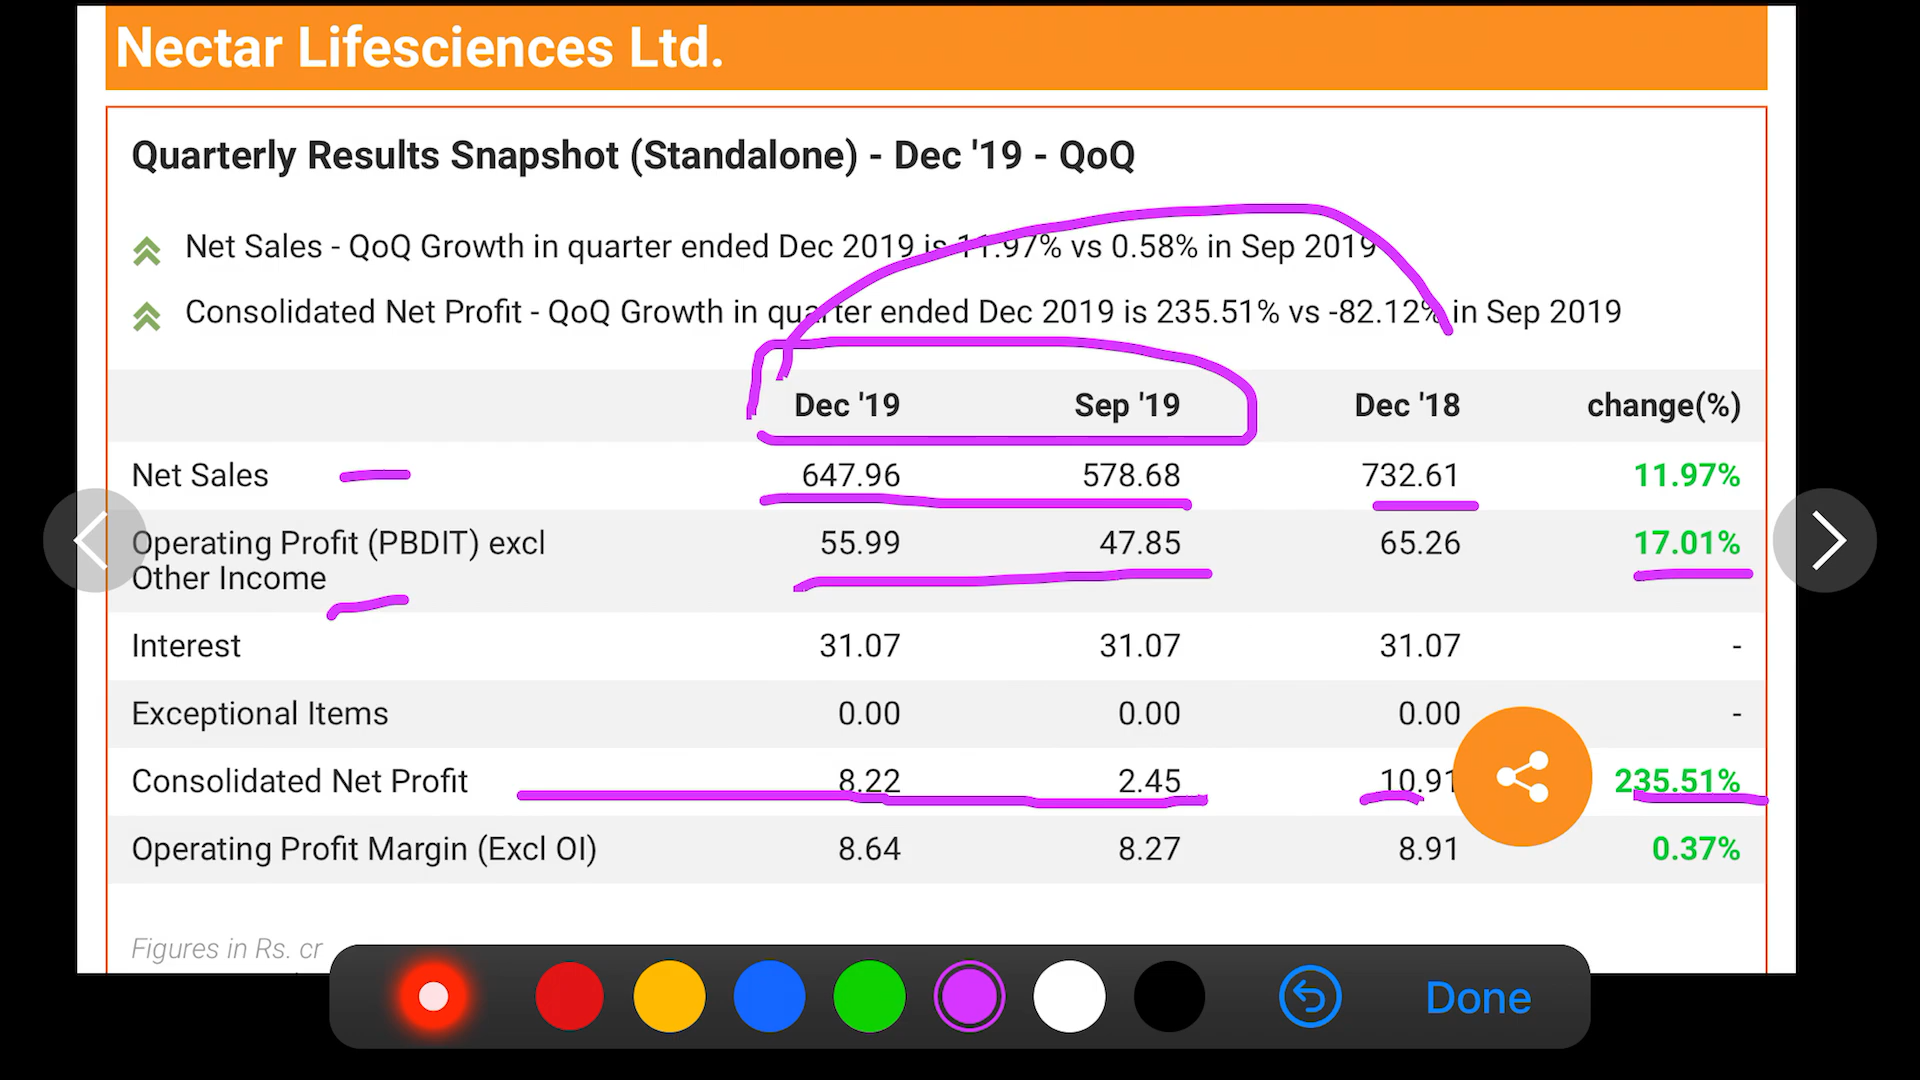 Nectar Lifesciences Ltd.
Quarterly Results Snapshot (Standalone) - Dec '19 - QoQ
Net Sales - QoQ Growth in quarter ended Dec 2019 is 11.97% vs 0.58% in Sep 2019
Consolidated Net Profit - QoQ Growth in quarter ended Dec 2019 is 235.51% vs -82.12% in Sep 2019
Dec '19 Sep '19 Dec '18 change(%)
Net Sales 647.96 578.68 732.61 11.97%
Operating Profit (PBDIT) excl 55.99 47.85 65.26 17.01%
Other Income
Interest 31.07 31.07 31.07 -
Exceptional Items 0.00 0.00 0.00 -
Consolidated Net Profit 8.22 2.45 10.91 235.51%
Operating Profit Margin (Excl OI) 8.64 8.27 8.91 0.37%
Figures in Rs. cr
Done